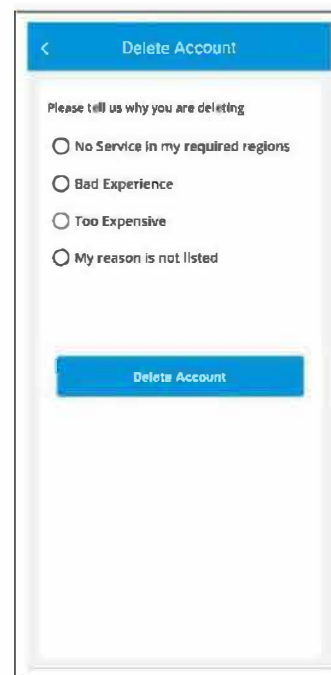 Delete Account
Please tell us why you are deleting
No Service in my required regions
Bad Experience
Too Expensive
My reason is not listed
Delete Account